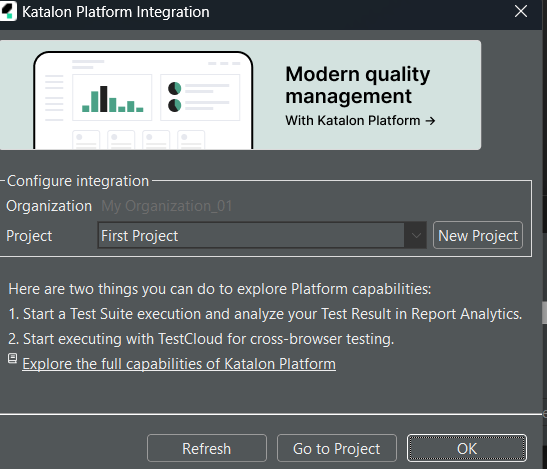 Katalon Platform Integration
Modern quality
management
With Katalon Platform →
Configure integration
Organization My Organization_01
Project First Project New Project
Here are two things you can do to explore Platform capabilities:
1. Start a Test Suite execution and analyze your Test Result in Report Analytics.
2. Start executing with TestCloud for cross-browser testing.
Explore the full capabilities of Katalon Platform
Refresh Go to Project OK